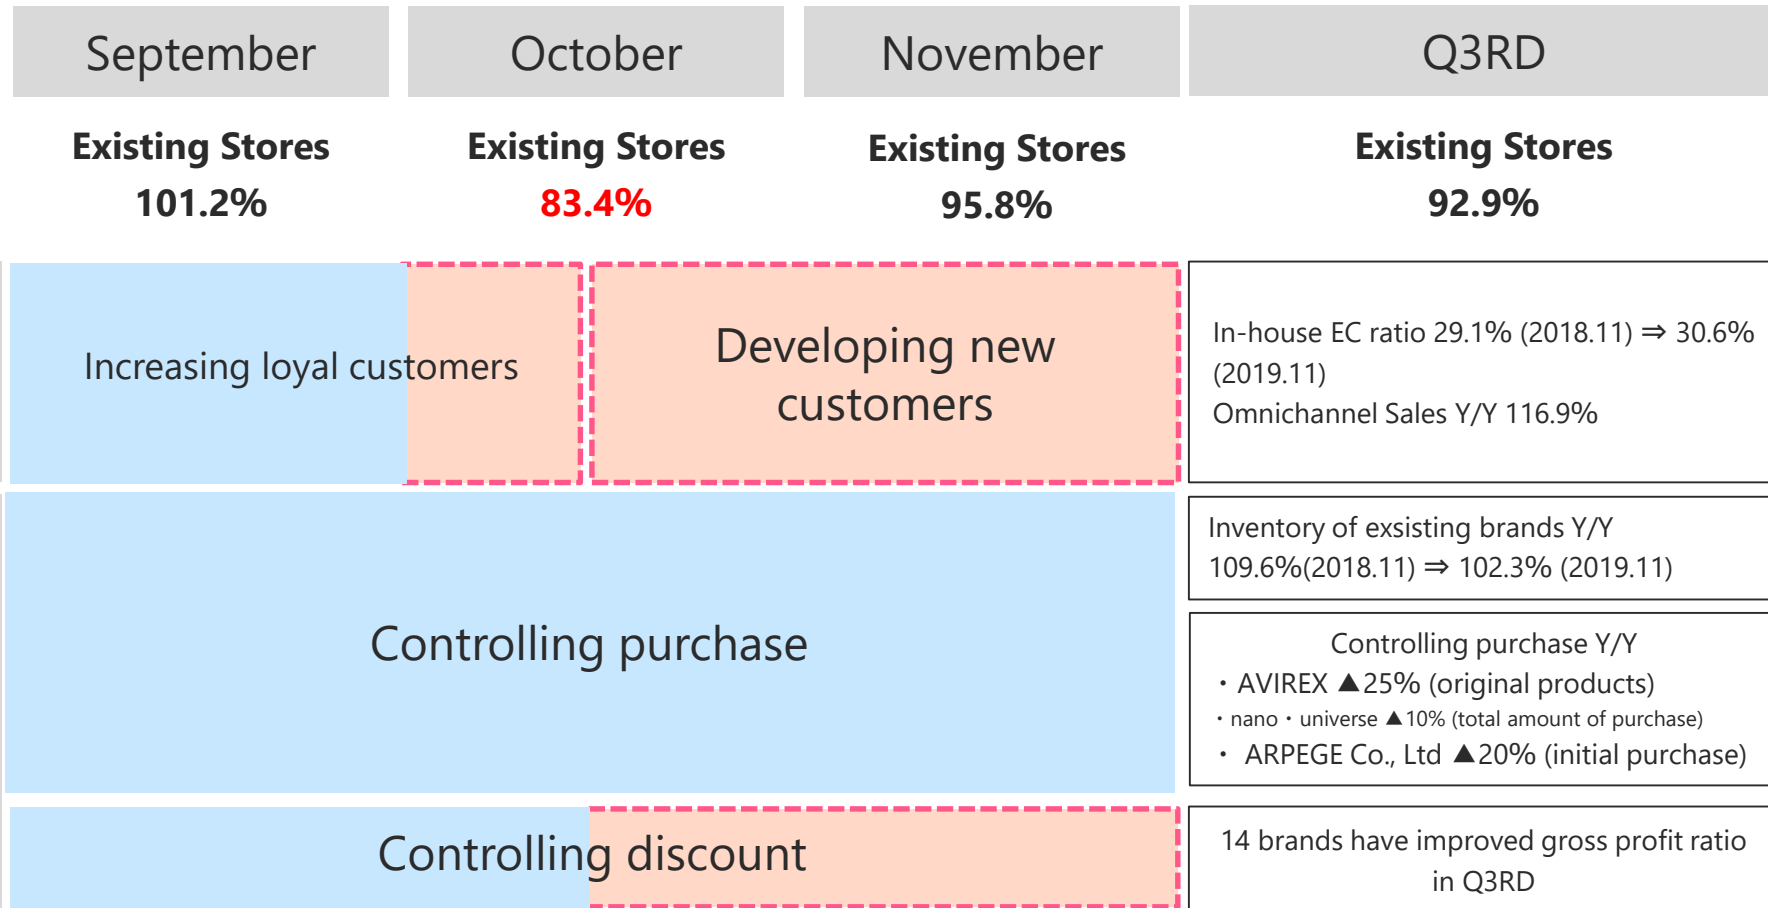 September
October
November
Q3RD
Existing Stores
101.2%
Existing Stores
83.4%
Existing Stores
95.8%
Existing Stores
92.9%
Increasing loyal customers
Developing new
customers
In-house EC ratio 29.1% (2018.11) ⇒ 30.6%
(2019.11)
Omnichannel Sales Y/Y 116.9%
Controlling purchase
Inventory of exsisting brands Y/Y
109.6%(2018.11) ⇒ 102.3% (2019.11)
Controlling purchase Y/Y
・AVIREX ▲25% (original products)
・nano・universe ▲10% (total amount of purchase)
・ ARPEGE Co., Ltd ▲20% (initial purchase)
Controlling discount
14 brands have improved gross profit ratio
in Q3RD